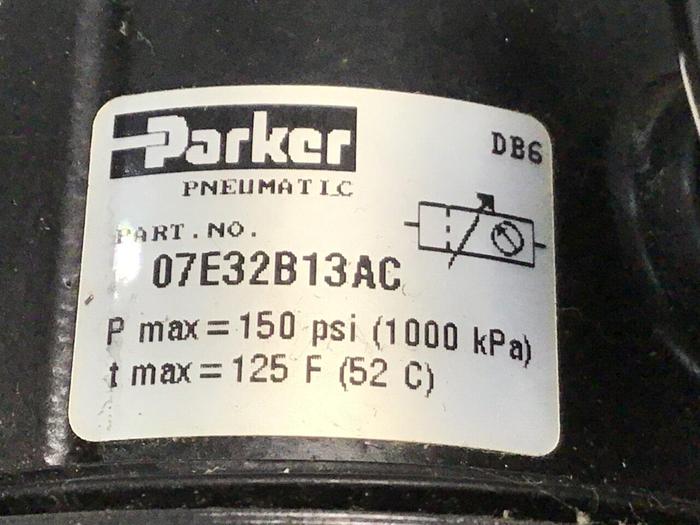 Parker
DB6
PNEUMATIC
PART.NO.
07E32B13AC
P max = 150 psi (1000 kPa)
t max = 125 F (52 C)